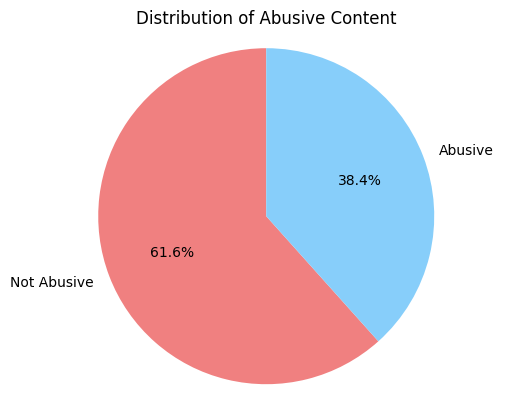 Distribution of Abusive Content
Abusive
38.4%
61.6%
Not Abusive